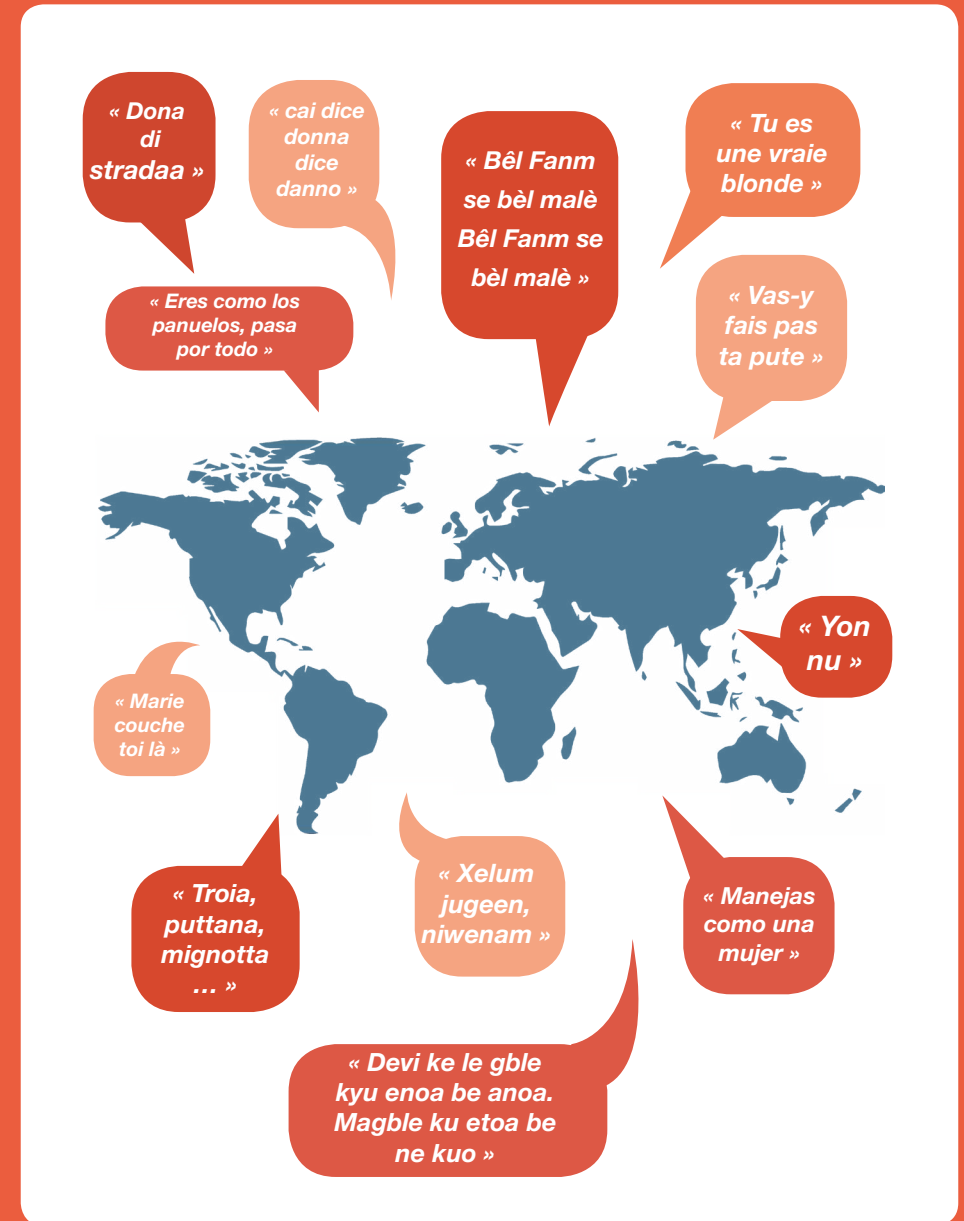 « Dona
di
stradaa »
« cai dice
donna
dice
danno »
« Bêl Fanm
se bèl malè
Bêl Fanm se
bèl malè »
« Tu es
une vraie
blonde »
« Eres como los
panuelos, pasa
por todo »
« Vas-y
fais pas
ta pute »
« Yon
nu »
« Marie
couche
toi là »
« Troia,
puttana,
mignotta
... »
« Xelum
jugeen,
niwenam »
« Manejas
como una
mujer »
« Devi ke le gble
kyu enoa be anoa.
Magble ku etoa be
ne kuo »